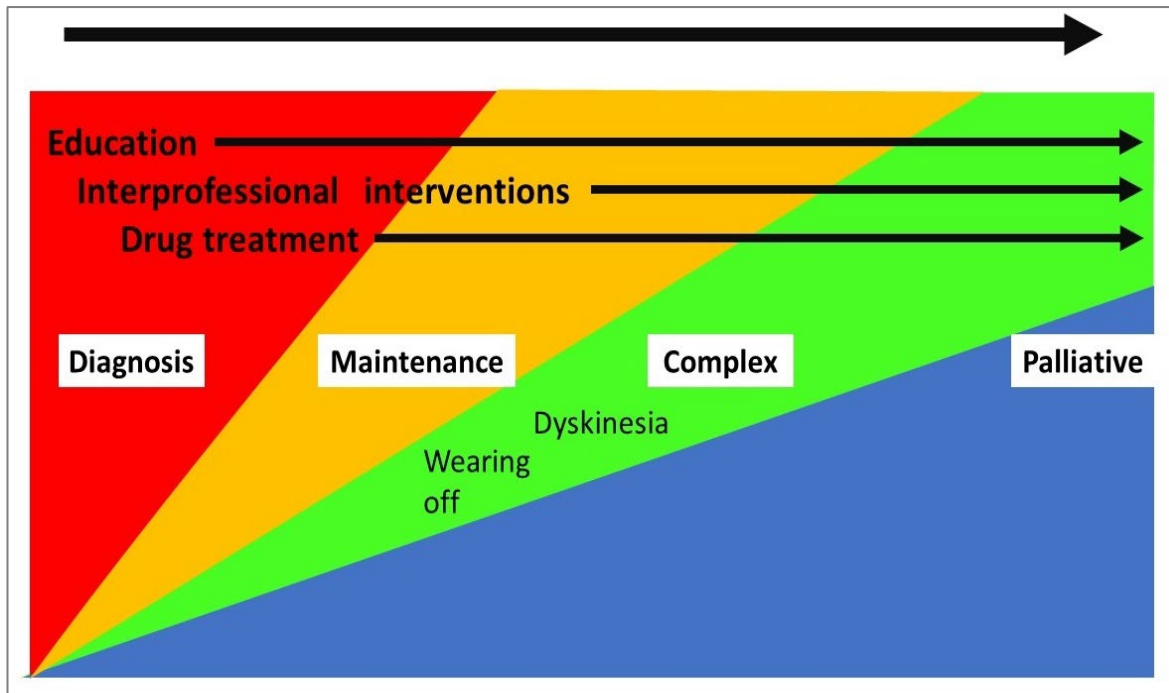 Education
Interprofessional interventions
Drug treatment
Diagnosis
Maintenance
Complex
Palliative
Dyskinesia
Wearing
off